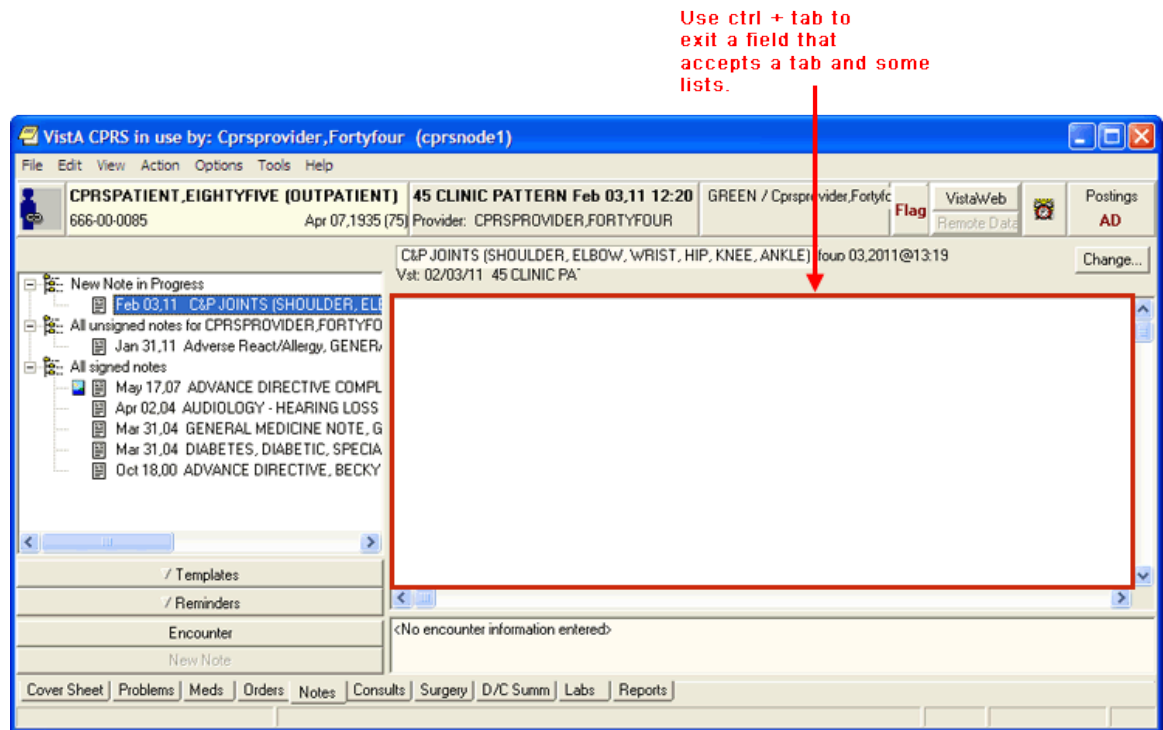 Use ctrl + tab to
exit a field that
accepts a tab and some
lists.
VistA CPRS in use by: Cprsprovider,Fortyfour (cprsnode1)
File Edit View Action Options Tools Help
CPRSPATIENT,EIGHTYFIVE (OUTPATIENT) 45 CLINIC PATTERN Feb 03,11 12:20 GREEN / Cprsprovider,Fortyfc Flag VistaWeb Postings
666-00-0085 Apr 07,1935 (75) Provider: CPRSPROVIDER,FORTYFOUR Remote Data AD
C&P JOINTS (SHOULDER, ELBOW, WRIST, HIP, KNEE, ANKLE) 03,2011@13:19 Change...
Vst: 02/03/11 45 CLINIC PA
New Note in Progress
Feb 03,11 C&P JOINTS (SHOULDER, ELE
All unsigned notes for CPRSPROVIDER,FORTYFO
Jan 31,11 Adverse React/Allergy, GENER
All signed notes
May 17,07 ADVANCE DIRECTIVE COMPL
Apr 02,04 AUDIOLOGY - HEARING LOSS
Mar 31,04 GENERAL MEDICINE NOTE, G
Mar 31,04 DIABETES, DIABETIC, SPECIA
Oct 18,00 ADVANCE DIRECTIVE, BECKY
/ Templates
/ Reminders
Encounter
<No encounter information entered>
New Note
Cover Sheet Problems Meds Orders Notes Consults Surgery D/C Summ Labs Reports